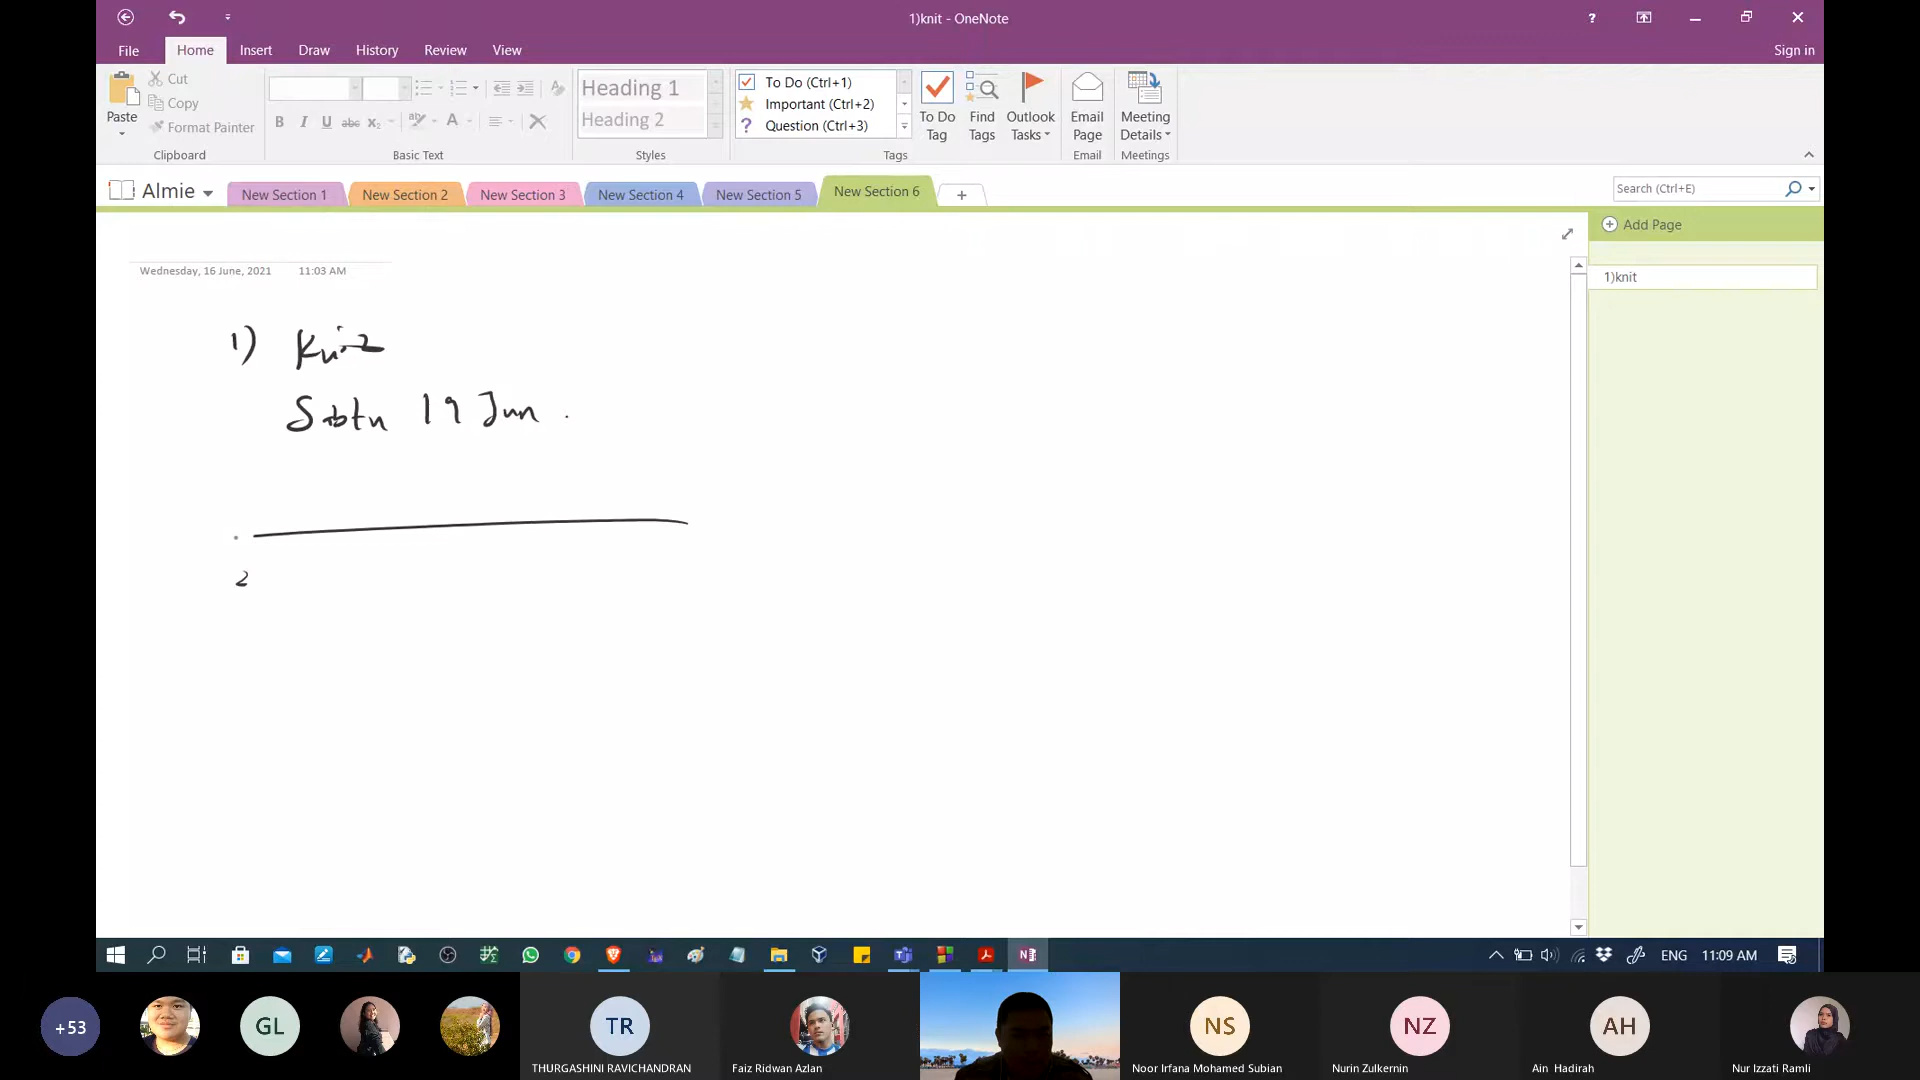 1)knit - OneNote
?
File Home Insert Draw History Review View Sign in
Cut
Copy
Format Painter
Paste
Clipboard
B I U abc x₂ A
Basic Text
Heading 1
Heading 2
Styles
To Do (Ctrl+1)
Important (Ctrl+2)
Question (Ctrl+3)
To Do Tag
Find Tags
Outlook Tasks
Tags
Email Page
Email
Meeting Details
Meetings
Almie New Section 1 New Section 2 New Section 3 New Section 4 New Section 5 New Section 6 +
Search (Ctrl+E)
Add Page
1)knit
Wednesday, 16 June, 2021 11:03 AM
1) Kuiz
Sabtu 19 Jun .
2
ENG 11:09 AM
+53 GL TR NS NZ AH
THURGASHINI RAVICHANDRAN Faiz Ridwan Azlan Noor Irfana Mohamed Subian Nurin Zulkernin Ain Hadirah Nur Izzati Ramli